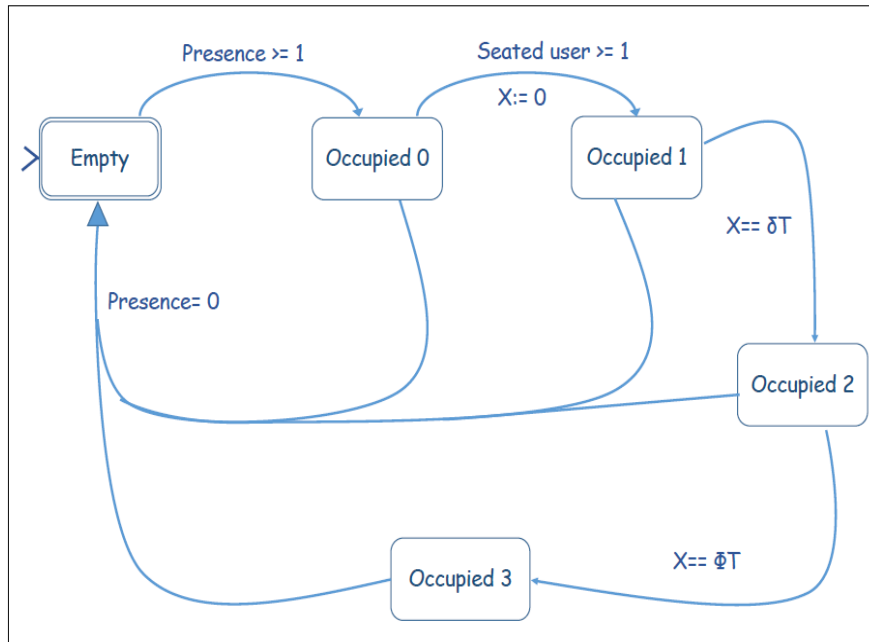 Presence >= 1
Seated user >= 1
X:= 0
Empty
Occupied 0
Occupied 1
X== δT
Presence= 0
Occupied 2
X== ΦT
Occupied 3